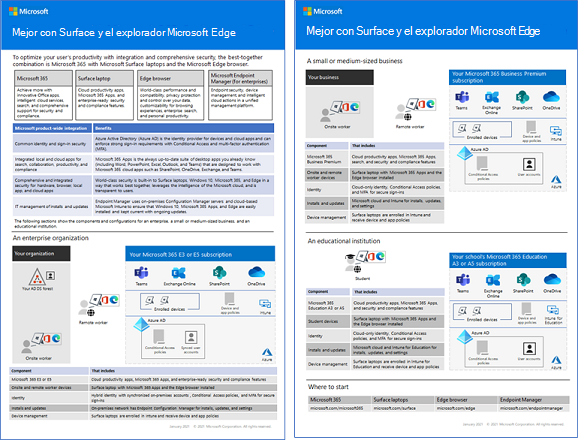 Microsoft
Mejor con Surface y el explorador Microsoft Edge
To optimize your user's productivity with integration and comprehensive security, the best-together
combination is Microsoft 365 with Microsoft Surface laptops and the Microsoft Edge browser.
Microsoft 365
Achieve more with
innovative Office apps,
intelligent cloud services,
search, and comprehensive
support for security and
compliance.
Surface laptop
Cloud productivity apps,
Microsoft 365 Apps, and
enterprise-ready security
and compliance features
Edge browser
World-class performance and
compatibility, privacy protection
and control over your data,
customizability for browsing
experiences, enterprise search,
and personal productivity.
Microsoft Endpoint
Manager (For enterprises)
Endpoint security, device
management, and intelligent
cloud actions in a unified
management platform.
Microsoft product-wide integration
Benefits
Common identity and sign-in security
Azure Active Directory (Azure AD) is the identity provider for devices and cloud apps and can
enforce strong sign-in requirements with Conditional Access and multi-factor authentication
(MFA).
Integrated local and cloud apps for
search, collaboration, productivity, and
compliance
Microsoft 365 Apps is the always up-to-date suite of desktop apps you already know
(including Word, PowerPoint, Excel, Outlook, and Teams) that are designed to work with
Microsoft 365 cloud apps such as SharePoint, OneDrive, Exchange, and Teams.
Comprehensive and integrated
security for hardware, browser, local
app, and cloud apps
World-class security is built-in to Surface laptops, Windows 10, Microsoft 365, and Edge in a
way that works best together, leverages the intelligence of the Microsoft cloud, and is
transparent to users.
IT management of installs and updates
Endpoint Manager uses on-premises Configuration Manager servers and cloud-based
Microsoft Intune to ensure that Windows 10, Microsoft 365 Apps, and Edge are easily
installed and kept current with ongoing updates.
The following sections show the components and configurations for an enterprise, a small or medium-sized business, and an
educational institution.
An enterprise organization
Your organization
Your AD DS forest
Onsite worker
Remote worker
Your Microsoft 365 E3 or E5 subscription
Teams
Exchange
Online
SharePoint
OneDrive
Enrolled devices
Device and
app policies
Intune
Azure AD
Conditional Access
policies
Synced user
accounts
Azure
Component
That includes
Microsoft 365 E3 or E5
Cloud productivity apps, Microsoft 365 Apps, and enterprise-ready security and compliance features
Onsite and remote worker devices
Surface laptop with Microsoft 365 Apps and the Edge browser installed
Identity
Hybrid identity, with synchronized on-premises accounts, Conditional Access policies, and MFA for secure
sign-ins
Installs and updates
On-premises network has Endpoint Configuration Manager for installs, updates, and settings
Device management
Surface laptops are enrolled in Intune and receive device and app policies
January 2021
© 2021 Microsoft Corporation. All rights reserved.
Microsoft
Mejor con Surface y el explorador Microsoft Edge
A small or medium-sized business
Your business
Onsite worker
Remote worker
Your Microsoft 365 Business Premium
subscription
Teams
Exchange
Online
SharePoint
OneDrive
Enrolled devices
Device and
app policies
Intune
Azure AD
Conditional Access
policies
User accounts
Azure
Component
That includes
Microsoft 365
Business Premium
Cloud productivity apps, Microsoft 365 Apps,
search, and security and compliance features
Onsite and remote
worker devices
Surface laptop with Microsoft 365 Apps and the
Edge browser installed
Identity
Cloud-only identity, Conditional Access policies,
and MFA for secure sign-ins
Installs and updates
Microsoft cloud and Intune for installs, updates,
and settings
Device management
Surface laptops are enrolled in Intune and receive
device and app policies
An educational institution
Student
Your school's Microsoft 365 Education
A3 or A5 subscription
Teams
Exchange
Online
SharePoint
OneDrive
Enrolled devices
Device and
app policies
Intune for
Education
Azure AD
Conditional Access
policies
User accounts
Azure
Component
That includes
Microsoft 365
Education A3 or A5
Cloud productivity apps, Microsoft 365 Apps,
and security and compliance features
Student devices
Surface laptop with Microsoft 365 Apps and
the Edge browser installed
Identity
Cloud-only identity, Conditional Access
policies, and MFA for secure sign-ins
Installs and updates
Microsoft cloud and Intune for Education for
installs, updates, and settings
Device management
Surface laptops are enrolled in Intune for
Education and receive device and app policies
Where to start
Microsoft 365
Surface laptops
Edge browser
Endpoint Manager
microsoft.com/microsoft365
microsoft.com/surface
microsoft.com/edge
microsoft.com/endpointmanager
January 2021
© 2021 Microsoft Corporation. All rights reserved.